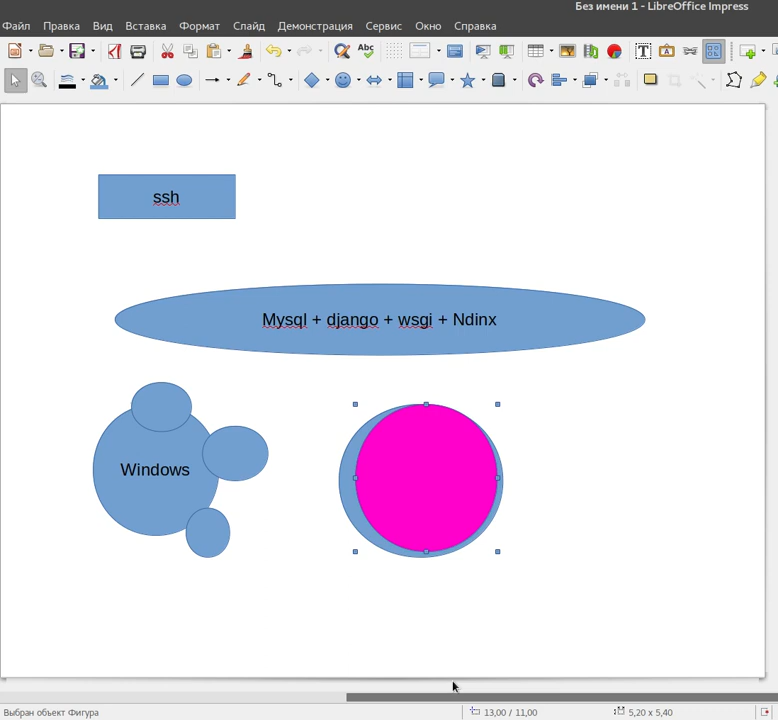 Без имени 1 - LibreOffice Impress
Файл Правка Вид Вставка Формат Слайд Демонстрация Сервис Окно Справка
Abc
T A
ssh
Mysql + django + wsgi + Ndinx
Windows
Выбран объект Фигура 13,00 / 11,00 5,20 x 5,40